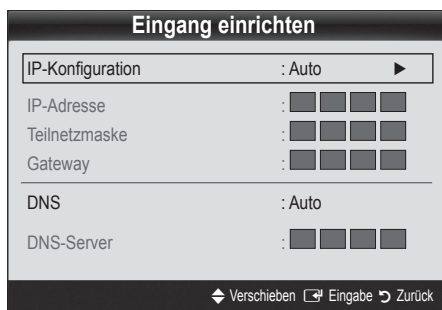 Eingang einrichten
IP-Konfiguration : Auto ►
IP-Adresse :
Teilnetzmaske :
Gateway :
DNS : Auto
DNS-Server :
Verschieben Eingabe Zurück